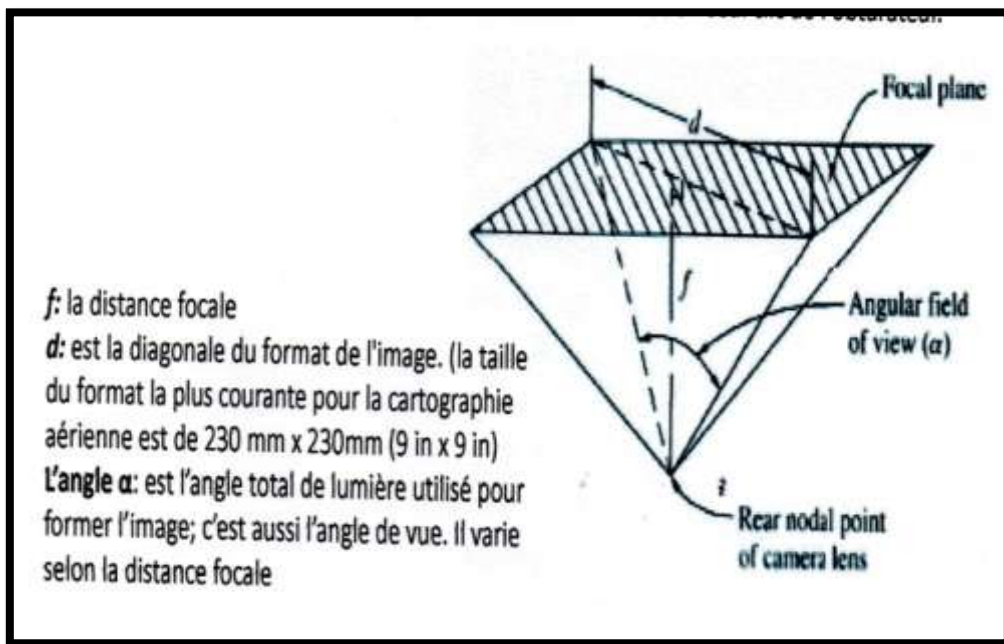 de l'obturateur.
Focal plane
d
f
f: la distance focale
d: est la diagonale du format de l'image. (la taille
du format la plus courante pour la cartographie
aérienne est de 230 mm x 230mm (9 in x 9 in)
L'angle α: est l'angle total de lumière utilisé pour
former l'image; c'est aussi l'angle de vue. Il varie
selon la distance focale
Angular field
of view (α)
Rear nodal point
of camera lens